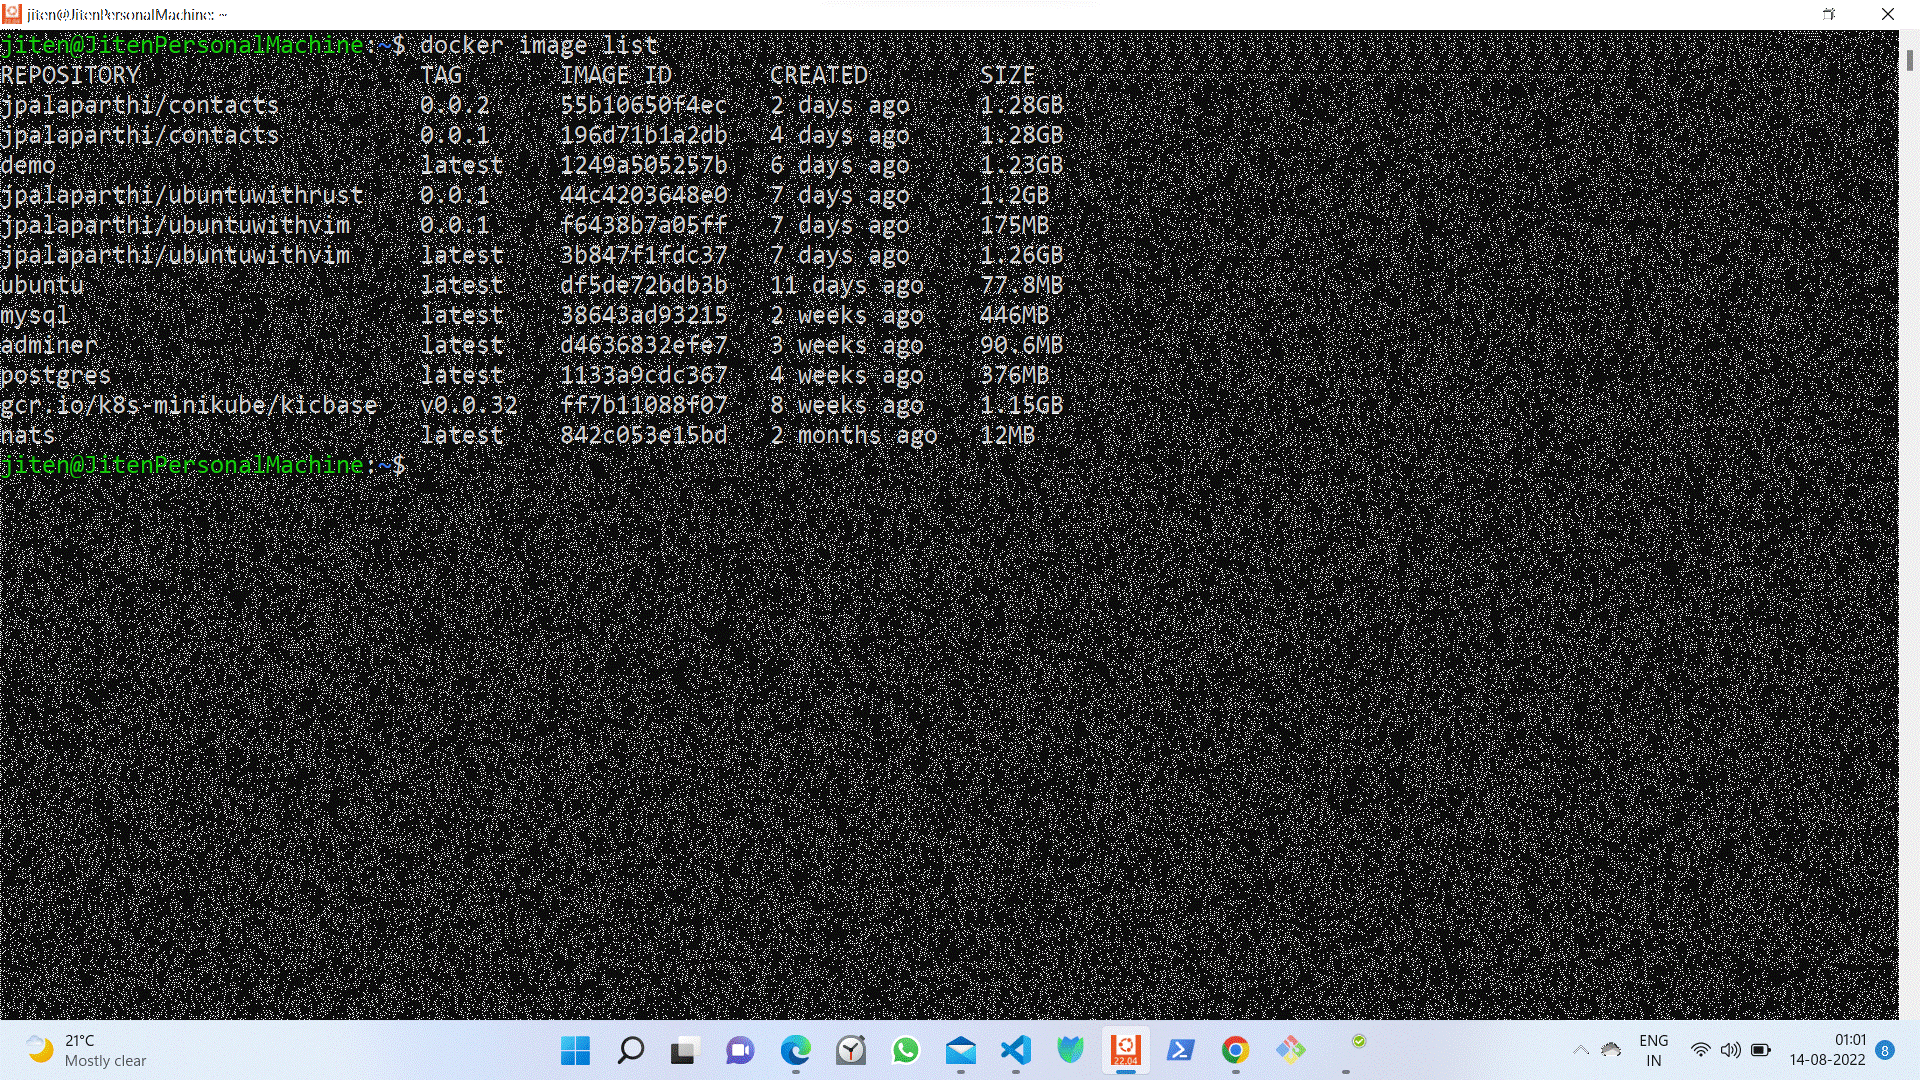 jiten@JitenPersonalMachine: ~
jiten@JitenPersonalMachine:~$ docker image list
REPOSITORY TAG IMAGE ID CREATED SIZE
jpalaparthi/contacts 0.0.2 55b10650f4ec 2 days ago 1.28GB
jpalaparthi/contacts 0.0.1 196d71b1a2db 4 days ago 1.28GB
demo latest 1249a505257b 6 days ago 1.23GB
jpalaparthi/ubuntuwithrust 0.0.1 44c4203648e0 7 days ago 1.2GB
jpalaparthi/ubuntuwithvim 0.0.1 f6438b7a05ff 7 days ago 175MB
jpalaparthi/ubuntuwithvim latest 3b847f1fdc37 7 days ago 1.26GB
ubuntu latest df5de72bdb3b 11 days ago 77.8MB
mysql latest 38643ad93215 2 weeks ago 446MB
adminer latest d4636832efe7 3 weeks ago 90.6MB
postgres latest 1133a9cdc367 4 weeks ago 376MB
gcr.io/k8s-minikube/kicbase v0.0.32 ff7b11088f07 8 weeks ago 1.15GB
nats latest 842c053e15bd 2 months ago 12MB
jiten@JitenPersonalMachine:~$
21°C
Mostly clear
22.04
ENG
IN
01:01
14-08-2022
8